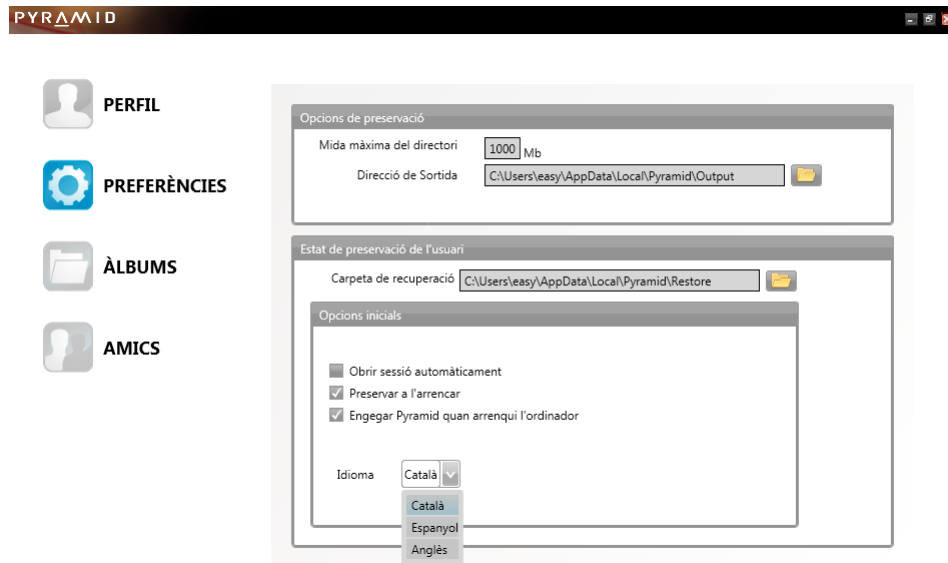 PYRAMID
PERFIL
PREFERÈNCIES
ÀLBUMS
AMICS
Opcions de preservació
Mida màxima del directori 1000 Mb
Direcció de Sortida C:\Users\easy\AppData\Local\Pyramid\Output
Estat de preservació de l'usuari
Carpeta de recuperació C:\Users\easy\AppData\Local\Pyramid\Restore
Opcions inicials
Obrir sessió automàticament
Preservar a l'arrencar
Engegar Pyramid quan arrenqui l'ordinador
Idioma Català
Català
Espanyol
Anglès